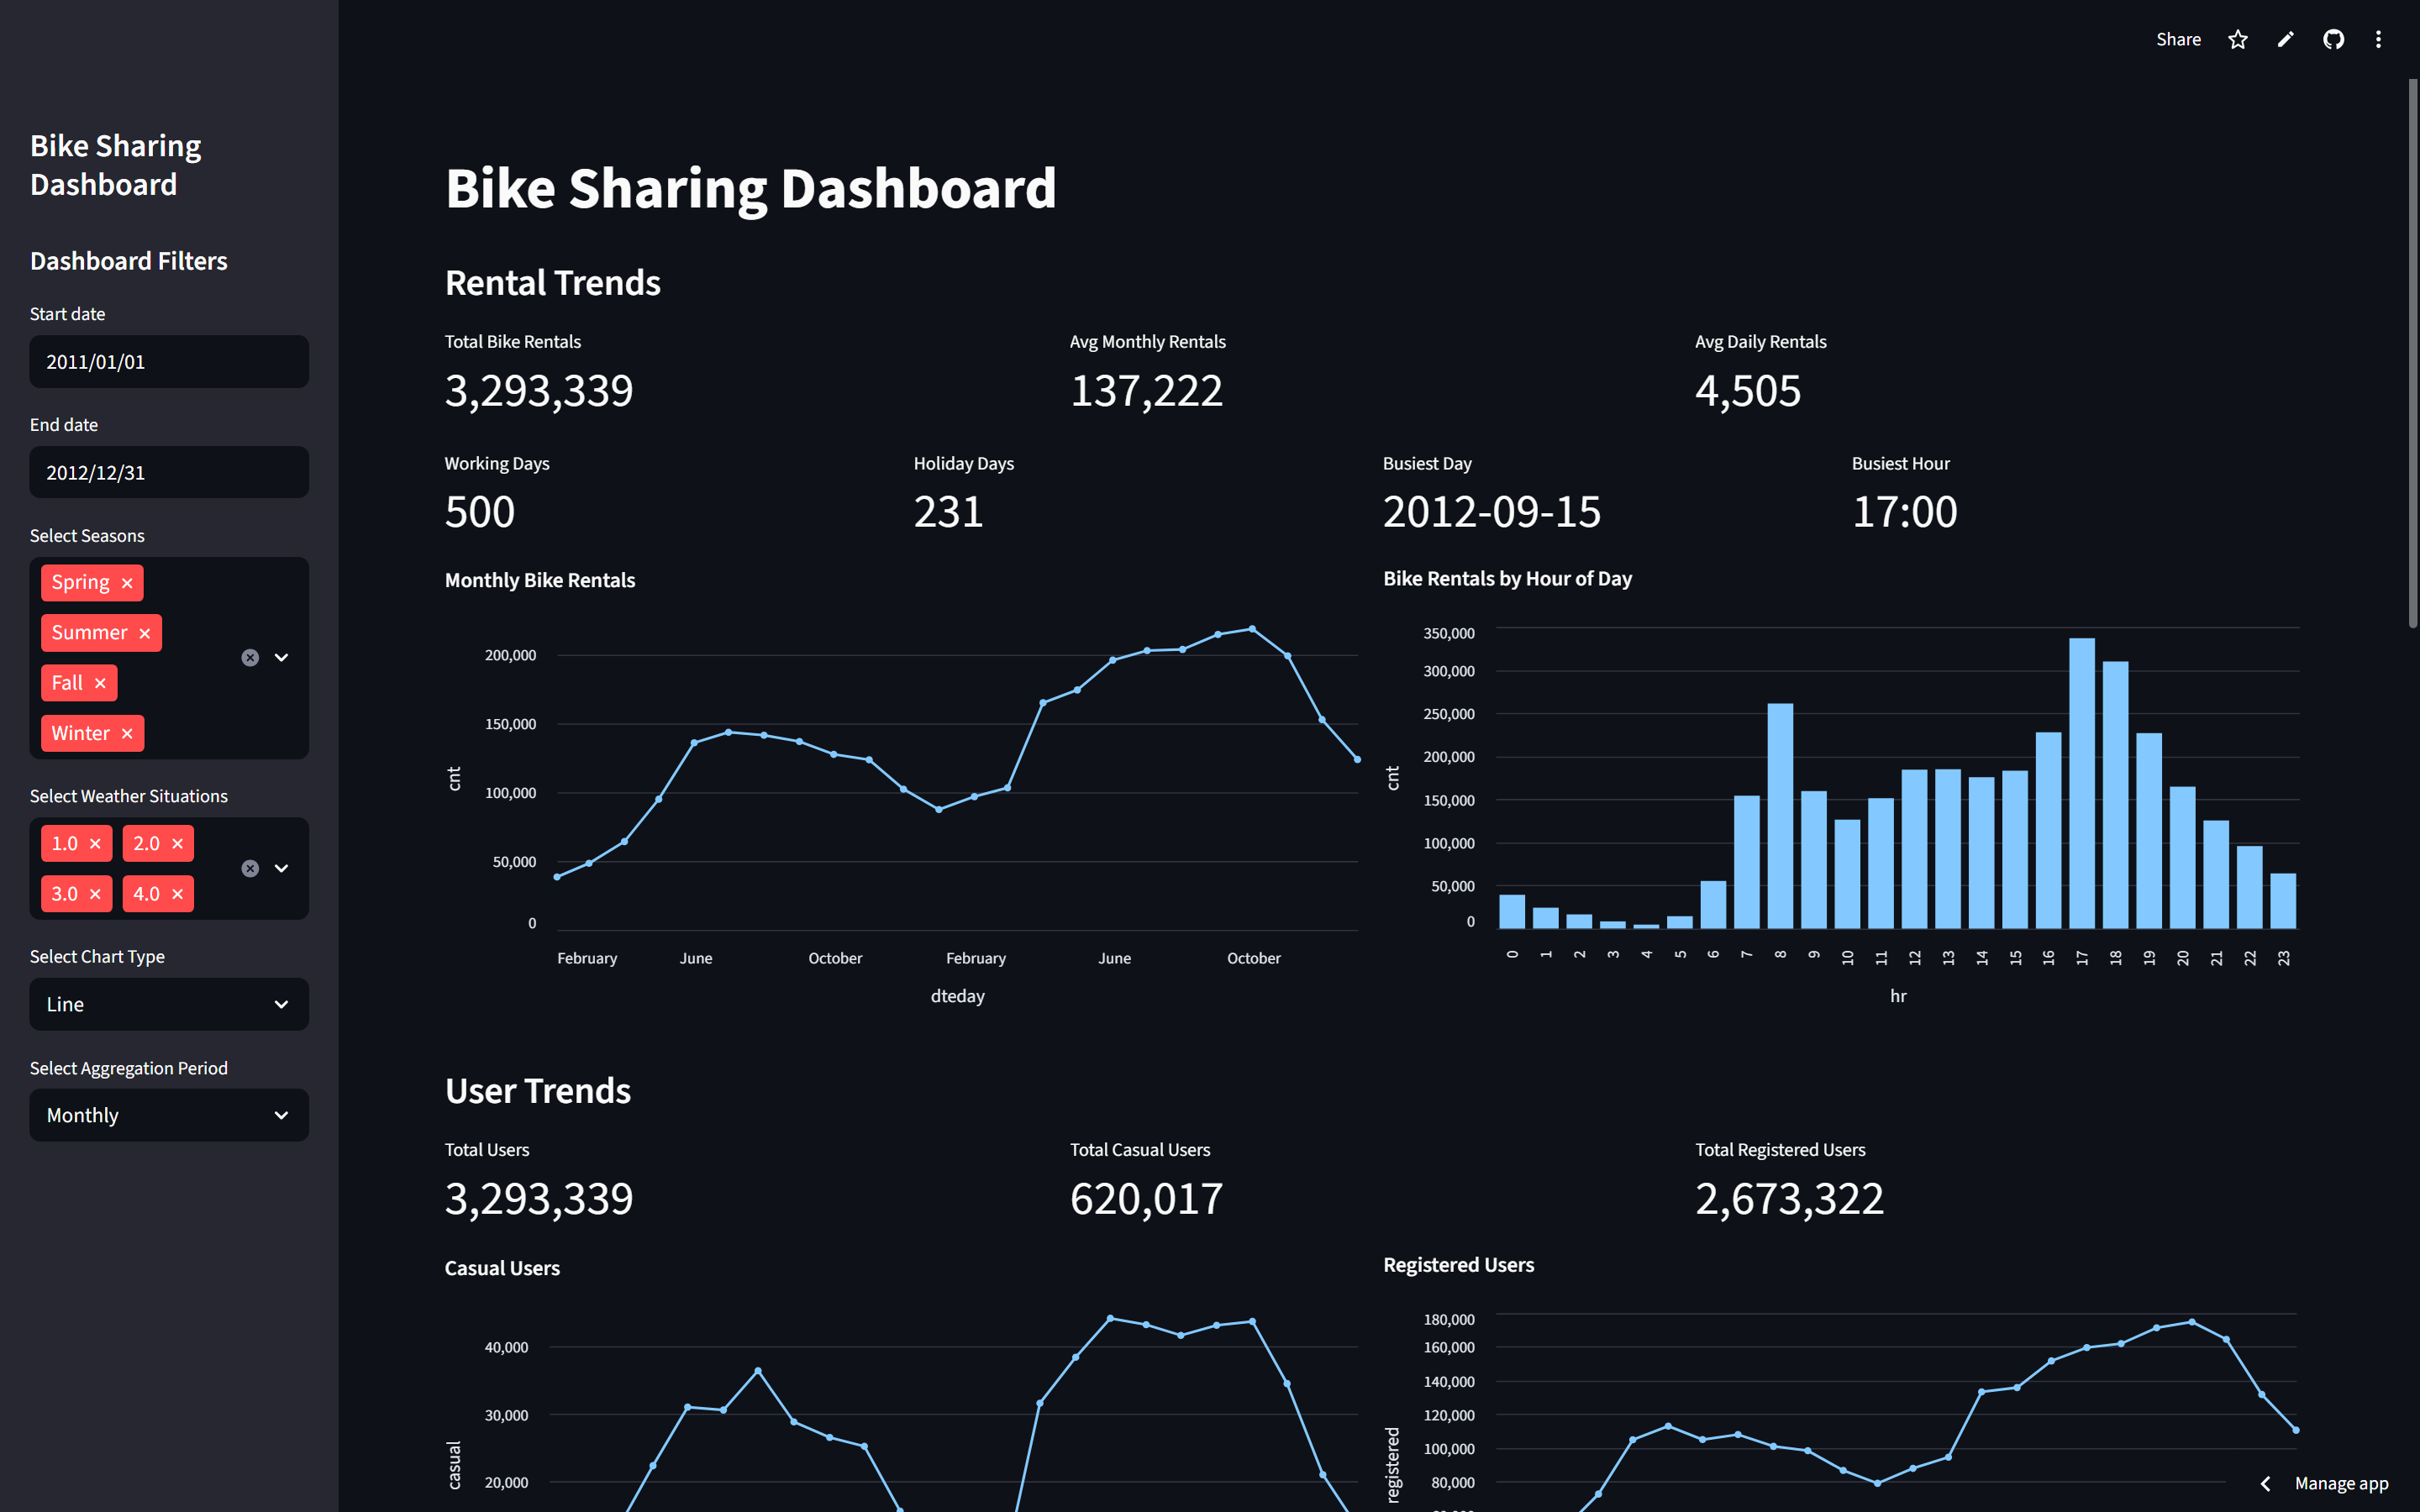 Share
Bike Sharing
Dashboard
Dashboard Filters
Start date
2011/01/01
End date
2012/12/31
Select Seasons
Spring
Summer
Fall
Winter
Select Weather Situations
1.0 2.0
3.0 4.0
Select Chart Type
Line
Select Aggregation Period
Monthly
Bike Sharing Dashboard
Rental Trends
Total Bike Rentals
3,293,339
Avg Monthly Rentals
137,222
Avg Daily Rentals
4,505
Working Days
500
Holiday Days
231
Busiest Day
2012-09-15
Busiest Hour
17:00
Monthly Bike Rentals
200,000
150,000
100,000
50,000
0
cnt
February June October February June October
dteday
Bike Rentals by Hour of Day
350,000
300,000
250,000
200,000
150,000
100,000
50,000
0
cnt
0 1 2 3 4 5 6 7 8 9 10 11 12 13 14 15 16 17 18 19 20 21 22 23
hr
User Trends
Total Users
3,293,339
Total Casual Users
620,017
Total Registered Users
2,673,322
Casual Users
40,000
30,000
20,000
casual
Registered Users
180,000
160,000
140,000
120,000
100,000
80,000
registered
Manage app